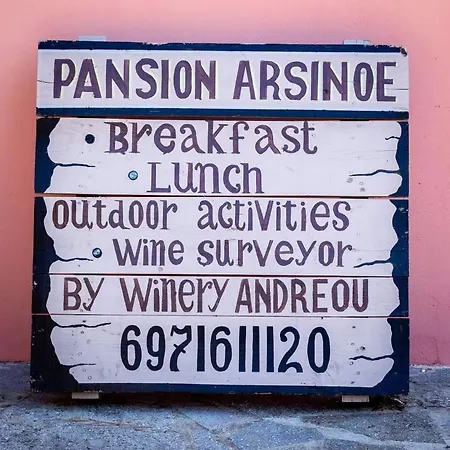 PANSION ARSINOE
Breakfast
Lunch
outdoor activities
wine surveyor
By Winery ANDREOU
6971611120